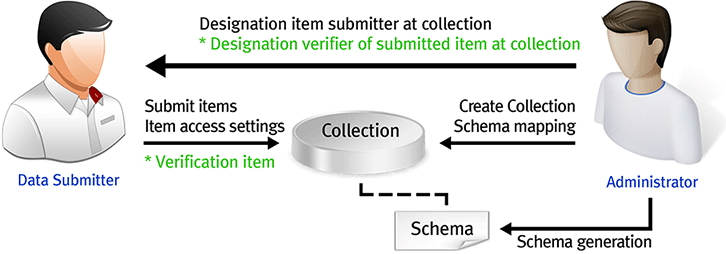 Designation item submitter at collection
* Designation verifier of submitted item at collection
Submit items
Item access settings
* Verification item
Collection
Create Collection
Schema mapping
Data Submitter
Administrator
Schema
Schema generation